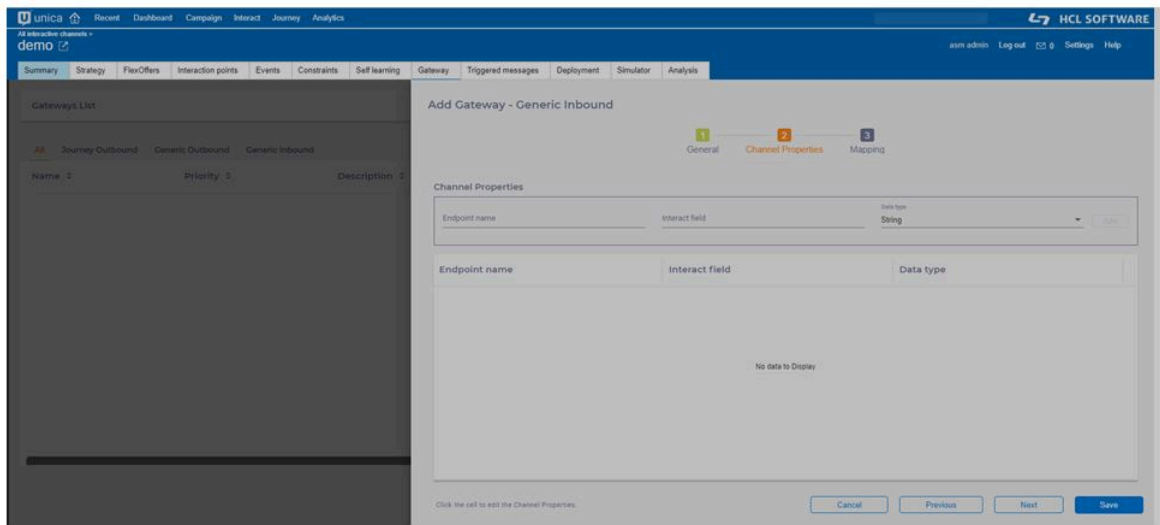 unica Recent Dashboard Campaign Interact Journey Analytics HCL SOFTWARE
All interactive channels »
demo asm admin Log out 0 Settings Help
Summary Strategy FlexOffers Interaction points Events Constraints Self learning Gateway Triggered messages Deployment Simulator Analysis
Gateways List
All Journey Outbound Generic Outbound Generic Inbound
Name Priority Description
Add Gateway - Generic Inbound
1 2 3
General Channel Properties Mapping
Channel Properties
Data type
Endpoint name Interact field String Add
Endpoint name Interact field Data type
No data to Display
Click the cell to edit the Channel Properties. Cancel Previous Next Save